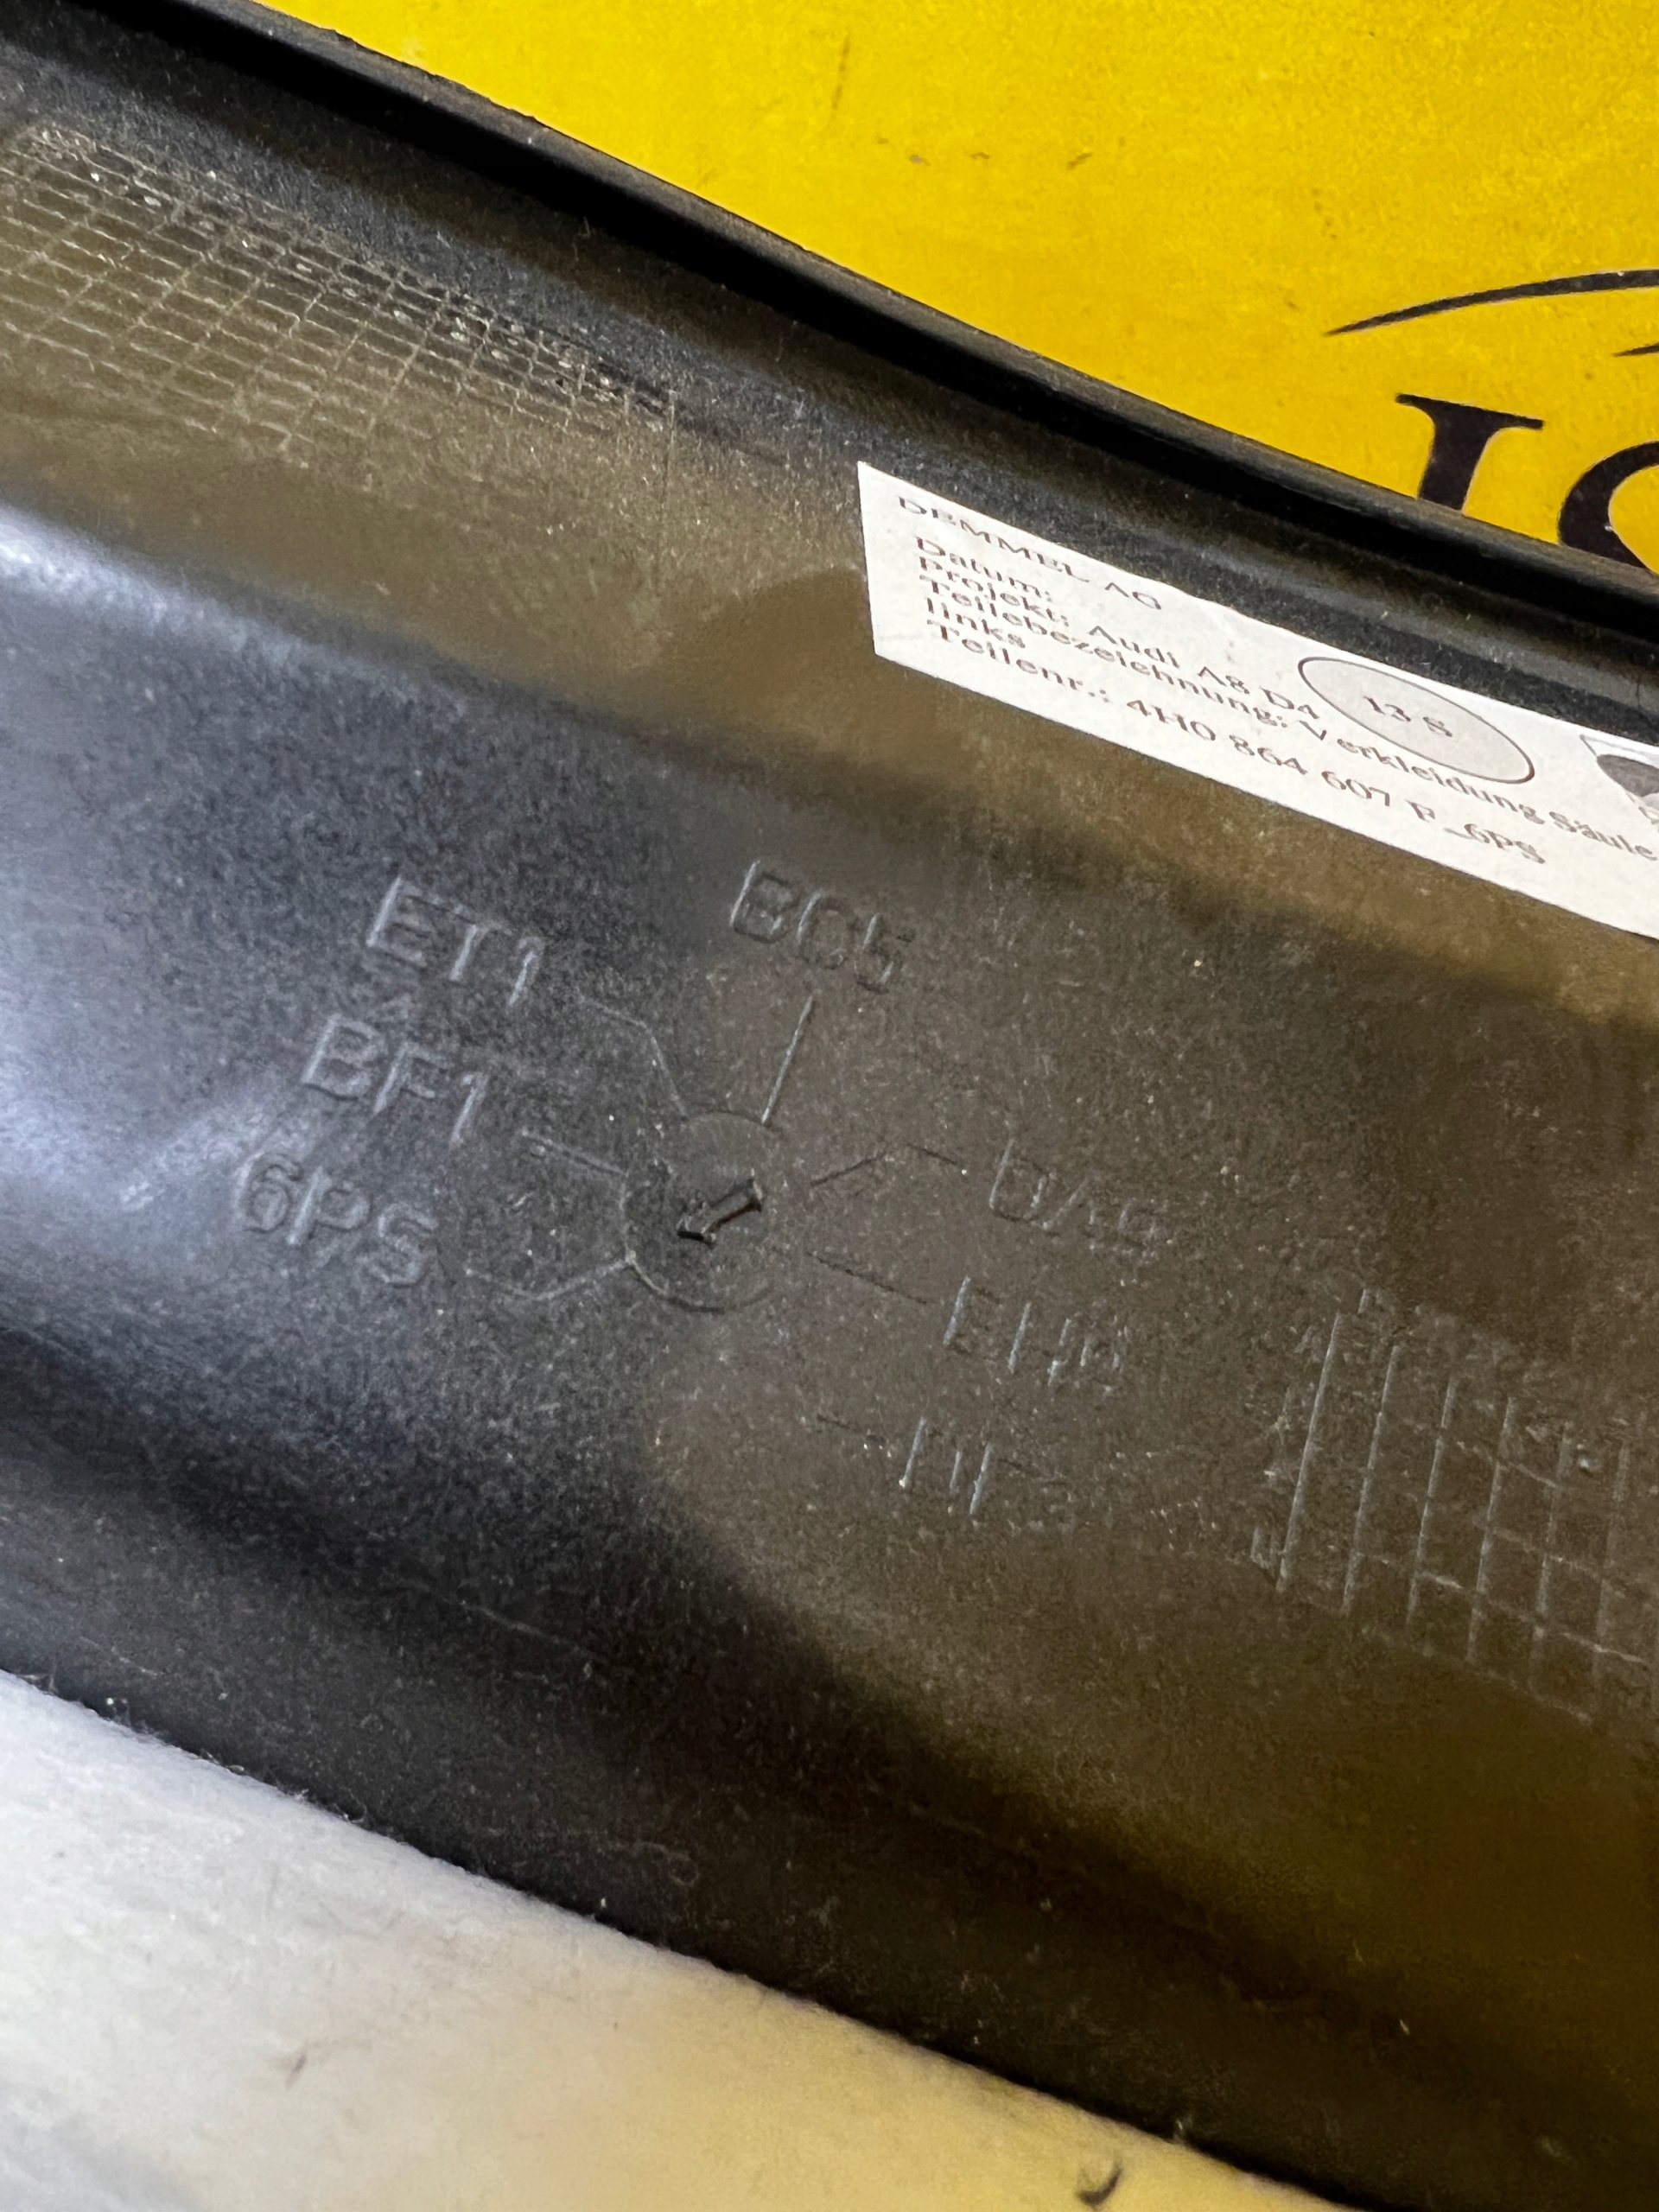 DEMMEL AG
Datum:
Projekt: Audi A8 D4
Teilebezeichnung: Verkleidung Säule
links
Teilenr.: 4H0 864 607 F_6PS
13 g
ET1
BC5
BF1
6PS